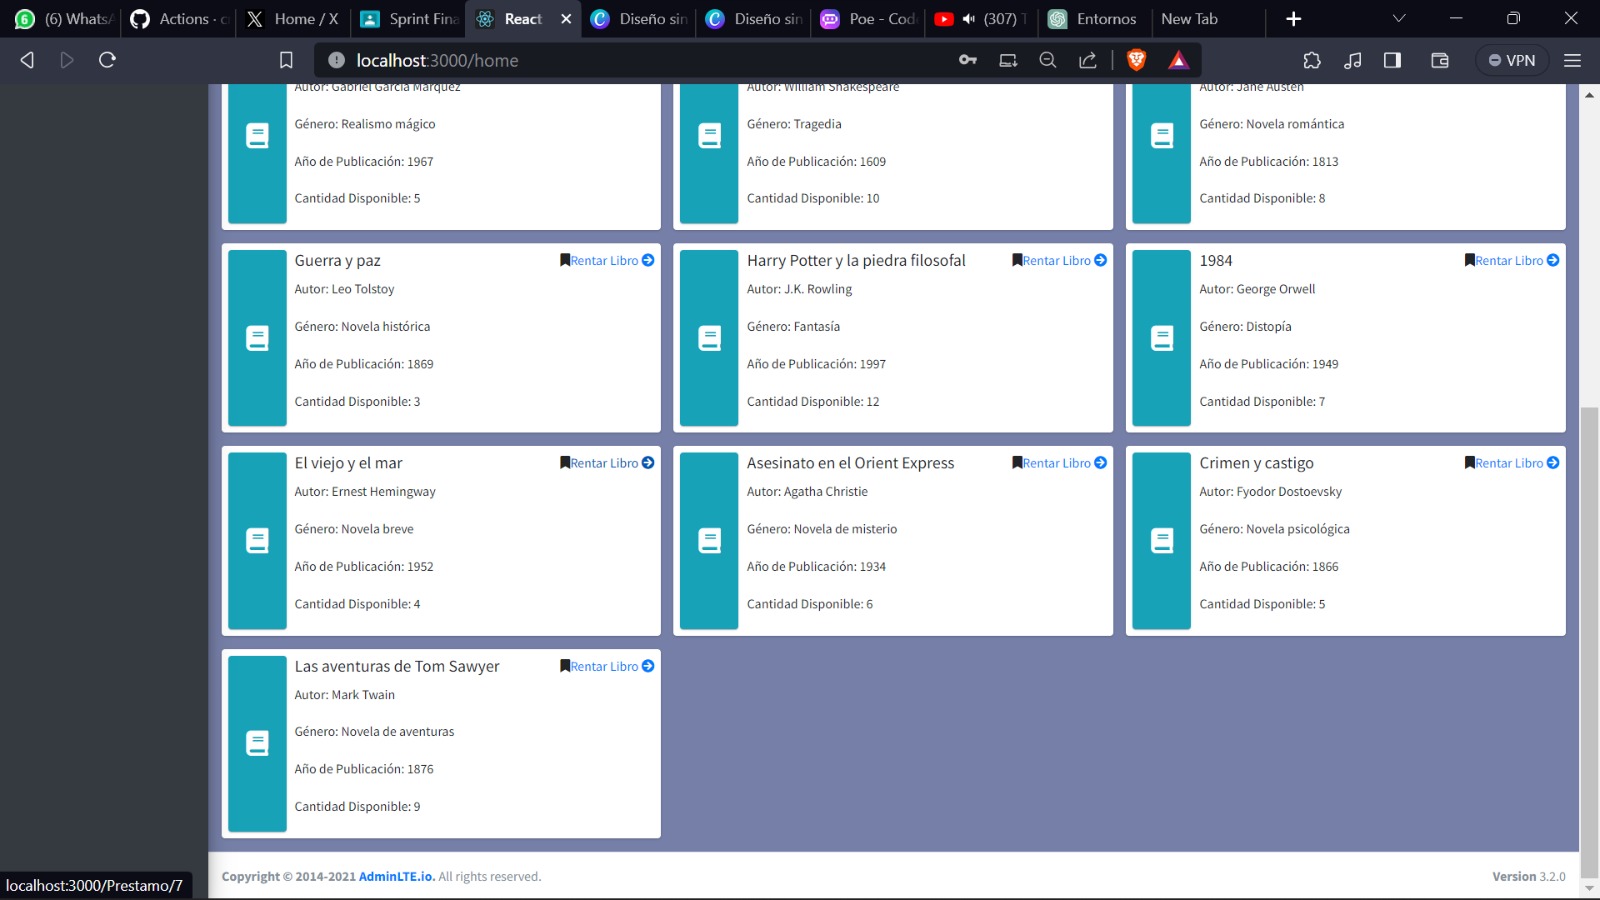 (6) WhatsA
Actions · c
Home / X
Sprint Fina
React
Diseño sin
Diseño sin
Poe - Cod
(307) T
Entornos
New Tab
localhost:3000/home
VPN
Autor: Gabriel García Márquez
Género: Realismo mágico
Año de Publicación: 1967
Cantidad Disponible: 5
Autor: William Shakespeare
Género: Tragedia
Año de Publicación: 1609
Cantidad Disponible: 10
Autor: Jane Austen
Género: Novela romántica
Año de Publicación: 1813
Cantidad Disponible: 8
Guerra y paz
Rentar Libro
Autor: Leo Tolstoy
Género: Novela histórica
Año de Publicación: 1869
Cantidad Disponible: 3
Harry Potter y la piedra filosofal
Rentar Libro
Autor: J.K. Rowling
Género: Fantasía
Año de Publicación: 1997
Cantidad Disponible: 12
1984
Rentar Libro
Autor: George Orwell
Género: Distopía
Año de Publicación: 1949
Cantidad Disponible: 7
El viejo y el mar
Rentar Libro
Autor: Ernest Hemingway
Género: Novela breve
Año de Publicación: 1952
Cantidad Disponible: 4
Asesinato en el Orient Express
Rentar Libro
Autor: Agatha Christie
Género: Novela de misterio
Año de Publicación: 1934
Cantidad Disponible: 6
Crimen y castigo
Rentar Libro
Autor: Fyodor Dostoevsky
Género: Novela psicológica
Año de Publicación: 1866
Cantidad Disponible: 5
Las aventuras de Tom Sawyer
Rentar Libro
Autor: Mark Twain
Género: Novela de aventuras
Año de Publicación: 1876
Cantidad Disponible: 9
Copyright © 2014-2021 AdminLTE.io. All rights reserved.
Version 3.2.0
localhost:3000/Prestamo/7